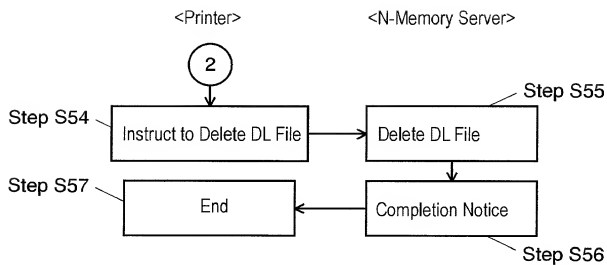 <Printer> <N-Memory Server>
2
Step S55
Step S54
Instruct to Delete DL File
Delete DL File
Step S57
End
Completion Notice
Step S56